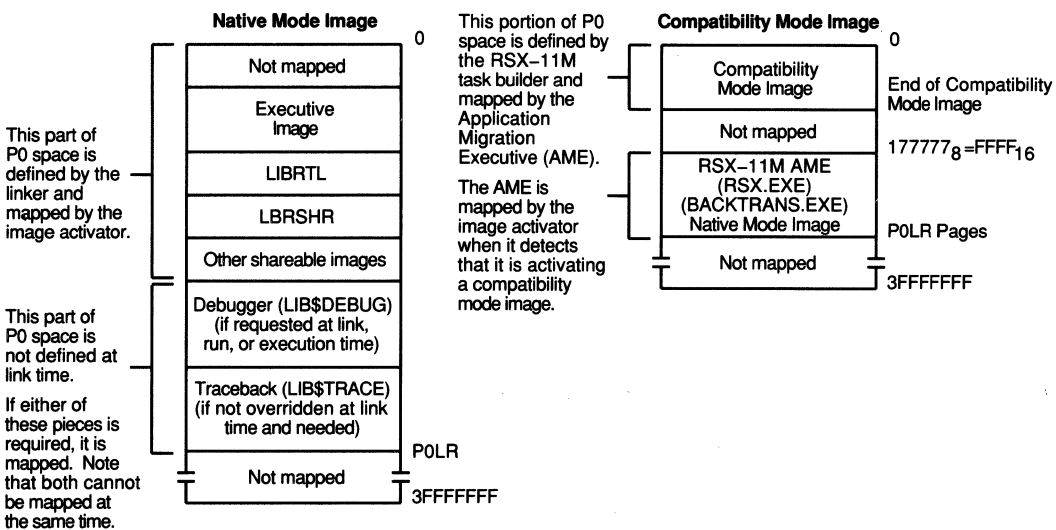 Native Mode Image
0
Not mapped
Executive
Image
LIBRTL
LBRSHR
Other shareable images
Debugger (LIB$DEBUG)
(if requested at link,
run, or execution time)
Traceback (LIB$TRACE)
(if not overridden at link
time and needed)
P0LR
Not mapped
3FFFFFFF
This part of
P0 space is
defined by the
linker and
mapped by the
image activator.
This part of
P0 space is
not defined at
link time.
If either of
these pieces is
required, it is
mapped. Note
that both cannot
be mapped at
the same time.
This portion of P0
space is defined by
the RSX–11M
task builder and
mapped by the
Application
Migration
Executive (AME).
The AME is
mapped by the
image activator
when it detects
that it is activating
a compatibility
mode image.
Compatibility Mode Image
0
Compatibility
Mode Image
End of Compatibility
Mode Image
Not mapped
177777₈=FFFF₁₆
RSX–11M AME
(RSX.EXE)
(BACKTRANS.EXE)
Native Mode Image
P0LR Pages
Not mapped
3FFFFFFF